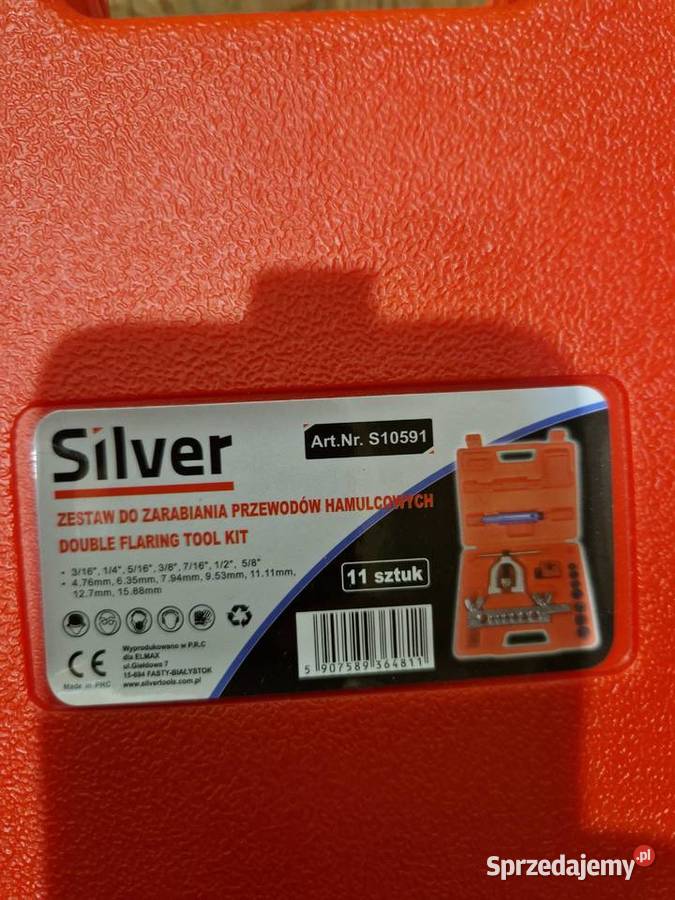 Silver
Art.Nr. S10591
ZESTAW DO ZARABIANIA PRZEWODÓW HAMULCOWYCH
DOUBLE FLARING TOOL KIT
- 3/16", 1/4", 5/16", 3/8", 7/16", 1/2", 5/8"
- 4.76mm, 6.35mm, 7.94mm, 9.53mm, 11.11mm,
12.7mm, 15.88mm
11 sztuk
CE
Made in PRC
Wyprodukowano w P.R.C
dla ELMAX
ul.Giełdowa 7
15-694 FASTY-BIAŁYSTOK
www.silvertools.com.pl
5 907589 364811
Sprzedajemy.pl